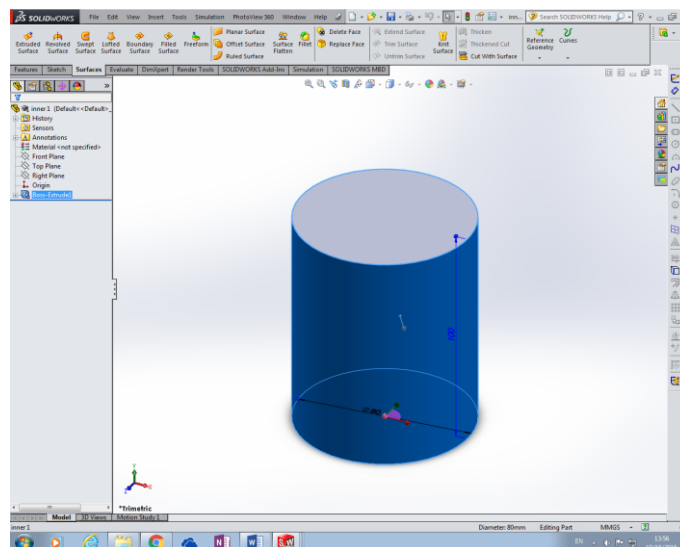 SOLIDWORKS File Edit View Insert Tools Simulation PhotoView 360 Window Help inn... Search SOLIDWORKS Help
Extruded Surface Revolved Surface Swept Surface Lofted Surface Boundary Surface Filled Surface Freeform
Planar Surface
Offset Surface
Ruled Surface
Surface Flatten
Fillet
Delete Face
Replace Face
Extend Surface
Trim Surface
Untrim Surface
Knit Surface
Thicken
Thickened Cut
Cut With Surface
Reference Geometry
Curves
Features Sketch Surfaces Evaluate DimXpert Render Tools SOLIDWORKS Add-Ins Simulation SOLIDWORKS MBD
inner1 (Default<<Default>_
History
Sensors
Annotations
Material <not specified>
Front Plane
Top Plane
Right Plane
Origin
Boss-Extrude1
100
80
*Trimetric
Model 3D Views Motion Study 1
inner1 Diameter: 80mm Editing Part MMGS
EN 13:56